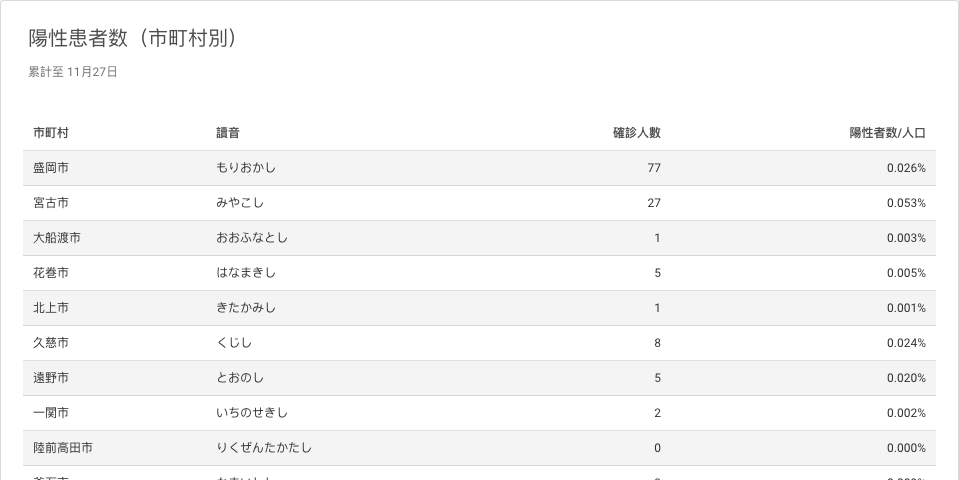 陽性患者数（市町村別）
累計至 11月27日
市町村 讀音 確診人數 陽性者数/人口
盛岡市 もりおかし 77 0.026%
宮古市 みやこし 27 0.053%
大船渡市 おおふなとし 1 0.003%
花巻市 はなまきし 5 0.005%
北上市 きたかみし 1 0.001%
久慈市 くじし 8 0.024%
遠野市 とおのし 5 0.020%
一関市 いちのせきし 2 0.002%
陸前高田市 りくぜんたかたし 0 0.000%